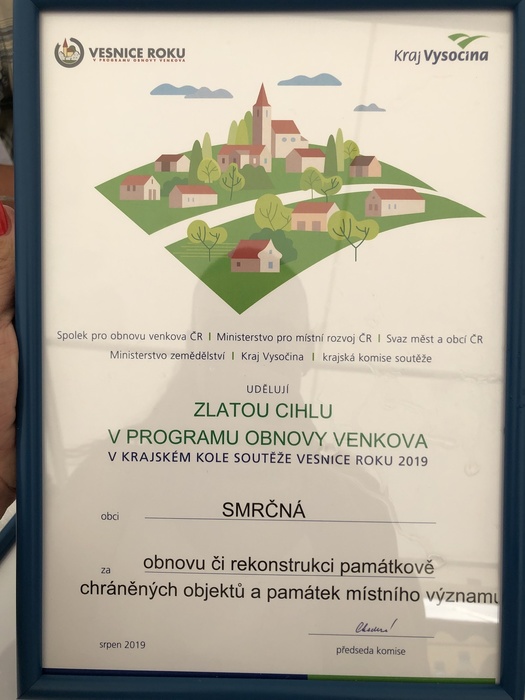 VESNICE ROKU
V PROGRAMU OBNOVY VENKOVA
Kraj Vysočina
Spolek pro obnovu venkova ČR I Ministerstvo pro místní rozvoj ČR I Svaz měst a obcí ČR
Ministerstvo zemědělství I Kraj Vysočina I krajská komise soutěže
UDĚLUJÍ
ZLATOU CIHLU
V PROGRAMU OBNOVY VENKOVA
V KRAJSKÉM KOLE SOUTĚŽE VESNICE ROKU 2019
obci SMRČNÁ
za obnovu či rekonstrukci památkově
chráněných objektů a památek místního významu
srpen 2019
předseda komise